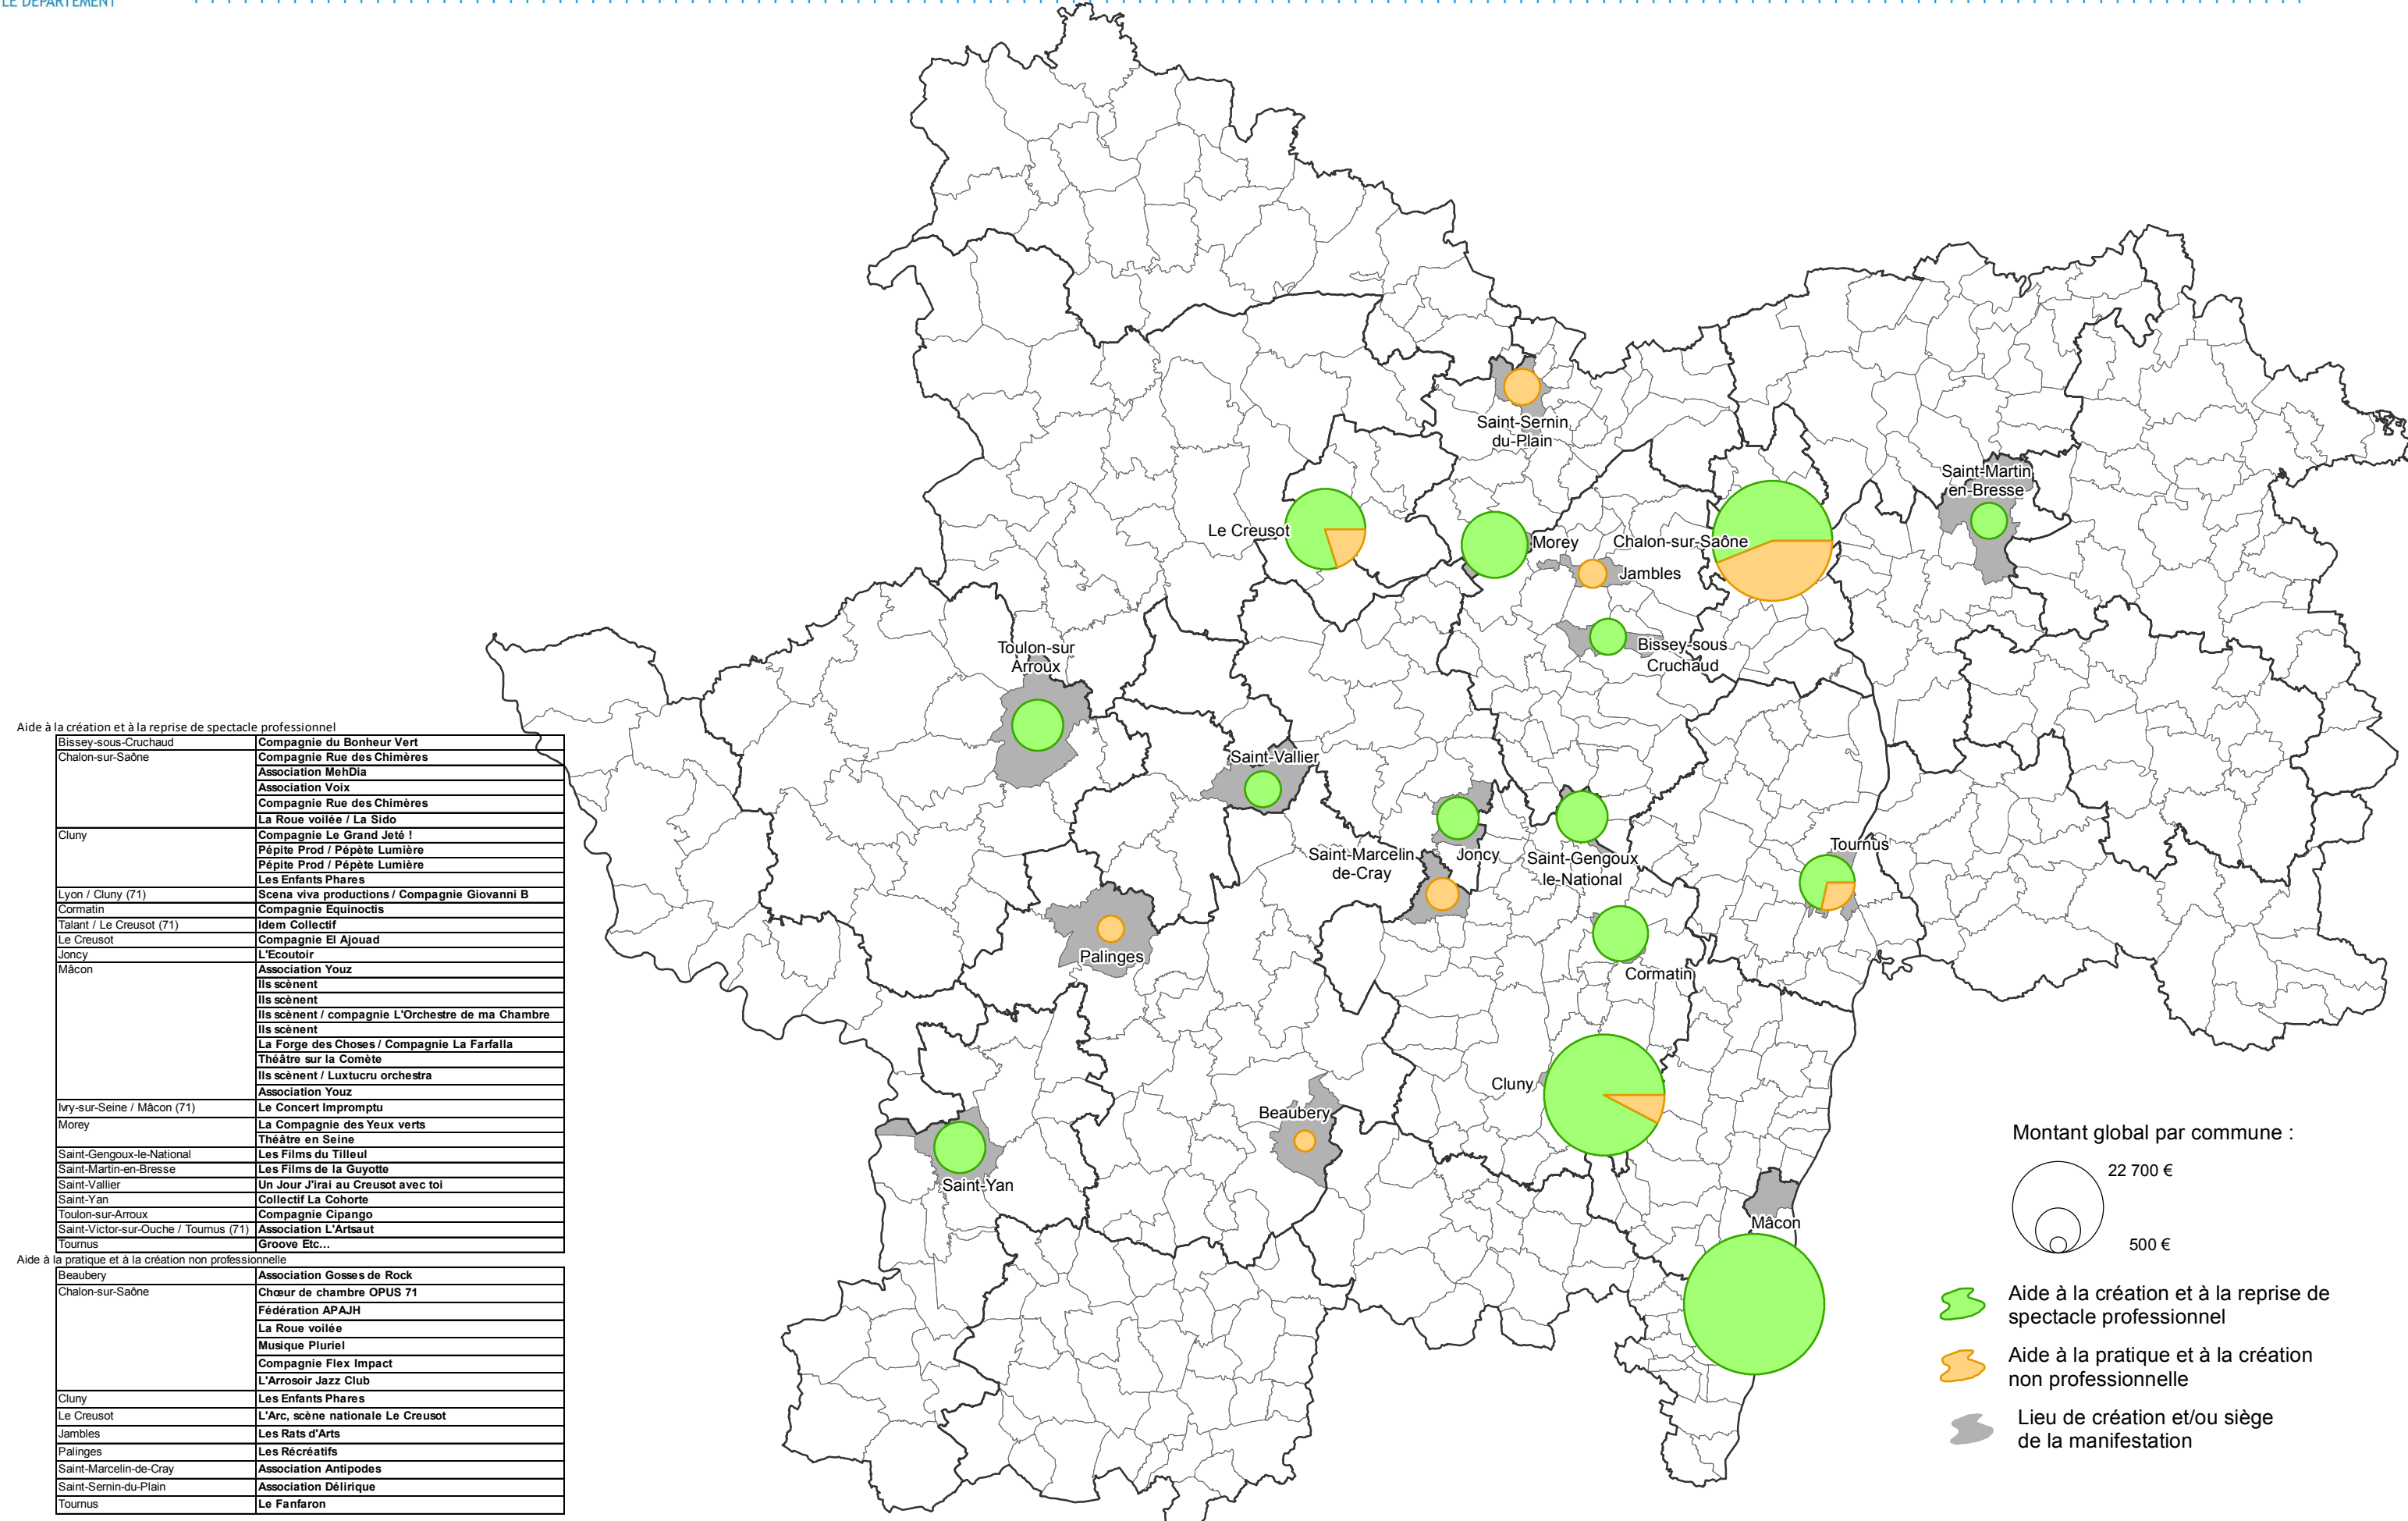 LE DÉPARTEMENT
Saint-Sernin
du-Plain
Saint-Martin
en-Bresse
Le Creusot
Morey
Chalon-sur-Saône
Jambles
Bissey-sous
Cruchaud
Toulon-sur
Arroux
Saint-Vallier
Saint-Marcelin
de-Cray
Joncy
Saint-Gengoux
le-National
Tournus
Palinges
Cormatin
Cluny
Beaubery
Saint-Yan
Mâcon
Aide à la création et à la reprise de spectacle professionnel
Bissey-sous-Cruchaud Compagnie du Bonheur Vert
Chalon-sur-Saône Compagnie Rue des Chimères
Association MehDia
Association Voix
Compagnie Rue des Chimères
La Roue voilée / La Sido
Cluny Compagnie Le Grand Jeté !
Pépite Prod / Pépète Lumière
Pépite Prod / Pépète Lumière
Les Enfants Phares
Lyon / Cluny (71) Scena viva productions / Compagnie Giovanni B
Cormatin Compagnie Equinoctis
Talant / Le Creusot (71) Idem Collectif
Le Creusot Compagnie El Ajouad
Joncy L'Ecoutoir
Mâcon Association Youz
Ils scènent
Ils scènent
Ils scènent / compagnie L'Orchestre de ma Chambre
Ils scènent
La Forge des Choses / Compagnie La Farfalla
Théâtre sur la Comète
Ils scènent / Luxtucru orchestra
Association Youz
Ivry-sur-Seine / Mâcon (71) Le Concert Impromptu
Morey La Compagnie des Yeux verts
Théâtre en Seine
Saint-Gengoux-le-National Les Films du Tilleul
Saint-Martin-en-Bresse Les Films de la Guyotte
Saint-Vallier Un Jour J'irai au Creusot avec toi
Saint-Yan Collectif La Cohorte
Toulon-sur-Arroux Compagnie Cipango
Saint-Victor-sur-Ouche / Tournus (71) Association L'Artsaut
Tournus Groove Etc...
Aide à la pratique et à la création non professionnelle
Beaubery Association Gosses de Rock
Chalon-sur-Saône Chœur de chambre OPUS 71
Fédération APAJH
La Roue voilée
Musique Pluriel
Compagnie Flex Impact
L'Arrosoir Jazz Club
Cluny Les Enfants Phares
Le Creusot L'Arc, scène nationale Le Creusot
Jambles Les Rats d'Arts
Palinges Les Récréatifs
Saint-Marcelin-de-Cray Association Antipodes
Saint-Sernin-du-Plain Association Délirique
Tournus Le Fanfaron
Montant global par commune :
22 700 €
500 €
Aide à la création et à la reprise de
spectacle professionnel
Aide à la pratique et à la création
non professionnelle
Lieu de création et/ou siège
de la manifestation